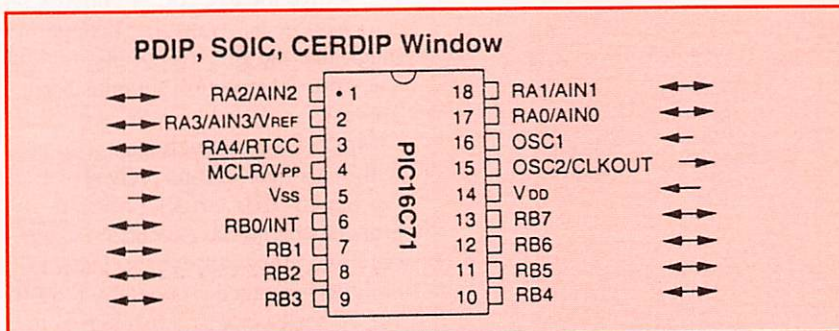 PDIP, SOIC, CERDIP Window
RA2/AIN2 • 1 18 RA1/AIN1
RA3/AIN3/VREF 2 17 RA0/AIN0
RA4/RTCC 3 16 OSC1
MCLR/VPP 4 15 OSC2/CLKOUT
VSS 5 14 VDD
RB0/INT 6 13 RB7
RB1 7 12 RB6
RB2 8 11 RB5
RB3 9 10 RB4
PIC16C71